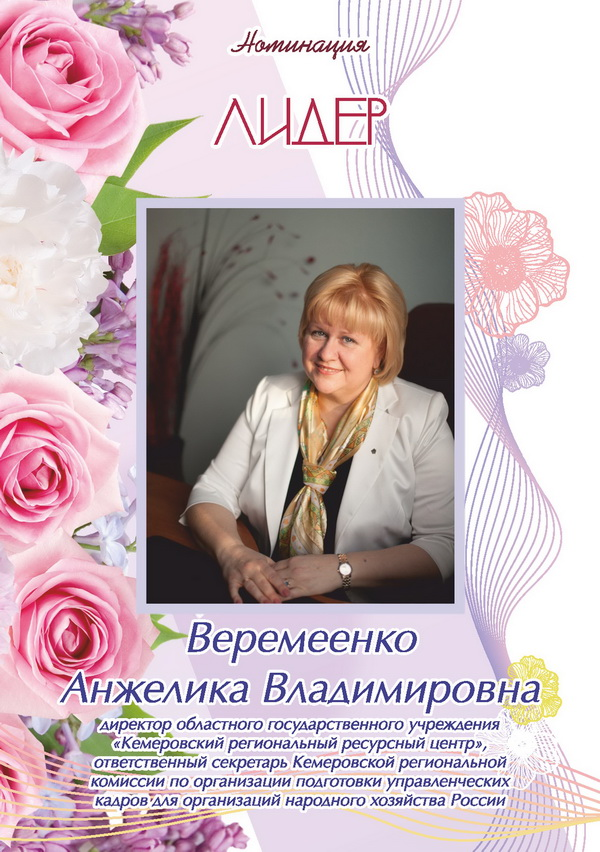 Номинация
ЛИДЕР
Веремеенко
Анжелика Владимировна
директор областного государственного учреждения
«Кемеровский региональный ресурсный центр»,
ответственный секретарь Кемеровской региональной
комиссии по организации подготовки управленческих
кадров для организаций народного хозяйства России